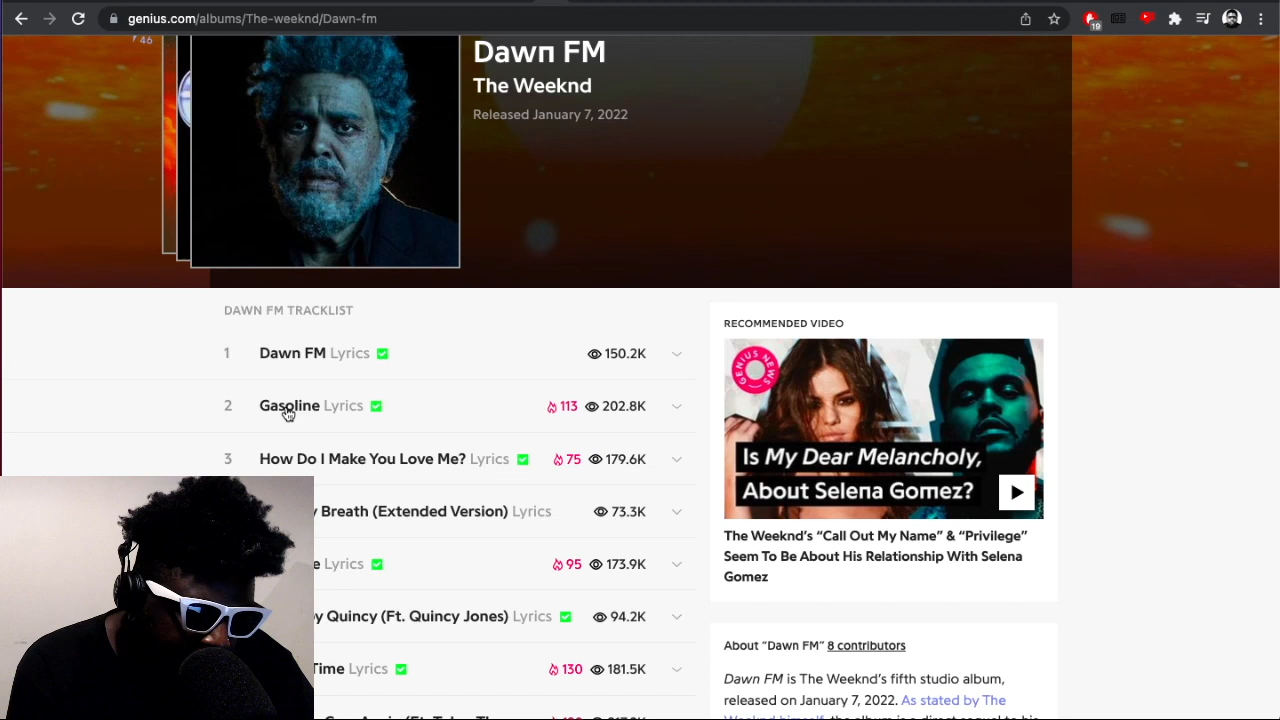 genius.com/albums/The-weeknd/Dawn-fm
19
46
Dawn FM
The Weeknd
Released January 7, 2022
DAWN FM TRACKLIST
1 Dawn FM Lyrics 150.2K
2 Gasoline Lyrics 113 202.8K
3 How Do I Make You Love Me? Lyrics 75 179.6K
Breath (Extended Version) Lyrics 73.3K
Lyrics 95 173.9K
Quincy (Ft. Quincy Jones) Lyrics 94.2K
Time Lyrics 130 181.5K
RECOMMENDED VIDEO
GENIUS NEWS
Is My Dear Melancholy,
About Selena Gomez?
The Weeknd's “Call Out My Name” & “Privilege”
Seem To Be About His Relationship With Selena
Gomez
About “Dawn FM” 8 contributors
Dawn FM is The Weeknd's fifth studio album,
released on January 7, 2022. As stated by The